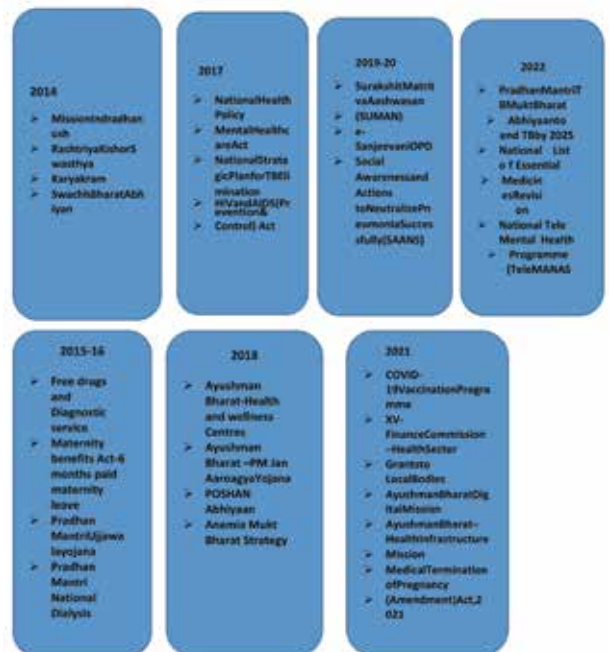 2014
➢ MissionIndradhan
ush
➢ RashtriyaKishorS
wasthya
➢ Karyakram
➢ SwachhBharatAbh
iyan
2017
➢ NationalHealth
Policy
➢ MentalHealthc
areAct
➢ NationalStrate
gicPlanforTBEli
mination
➢ HIVandAIDS(Pr
evention&
➢ Control) Act
2019-20
➢ SurakshitMatrit
vaAashwasan
➢ (SUMAN)
➢ e-
SanjeevaniOPD
➢ Social
Awarenessand
Actions
toNeutralisePn
eumoniaSucces
sfully(SAANS)
2022
➢ PradhanMantriT
BMuktBharat
➢ Abhiyaanto
end TBby 2025
➢ National List
o f Essential
➢ Medicin
esRevisi
on
➢ National Tele
Mental Health
➢ Programme
(TeleMANAS
2015-16
➢ Free drugs
and
Diagnostic
service
➢ Maternity
benefits Act-6
months paid
maternity
leave
➢ Pradhan
MantriUjjawa
layojana
➢ Pradhan
Mantri
National
Dialysis
2018
➢ Ayushman
Bharat-Health
and wellness
Centres
➢ Ayushman
Bharat –PM Jan
AaroagyaYojana
➢ POSHAN
Abhiyaan
➢ Anemia Mukt
Bharat Strategy
2021
➢ COVID-
19VaccinationProgra
mme
➢ XV-
FinanceCommission
–HealthSector
➢ Grantsto
LocalBodies
➢ AyushmanBharatDig
italMission
➢ AyushmanBharat–
HealthInfrastructure
➢ Mission
➢ MedicalTermination
ofPregnancy
➢ (Amendment)Act,2
021